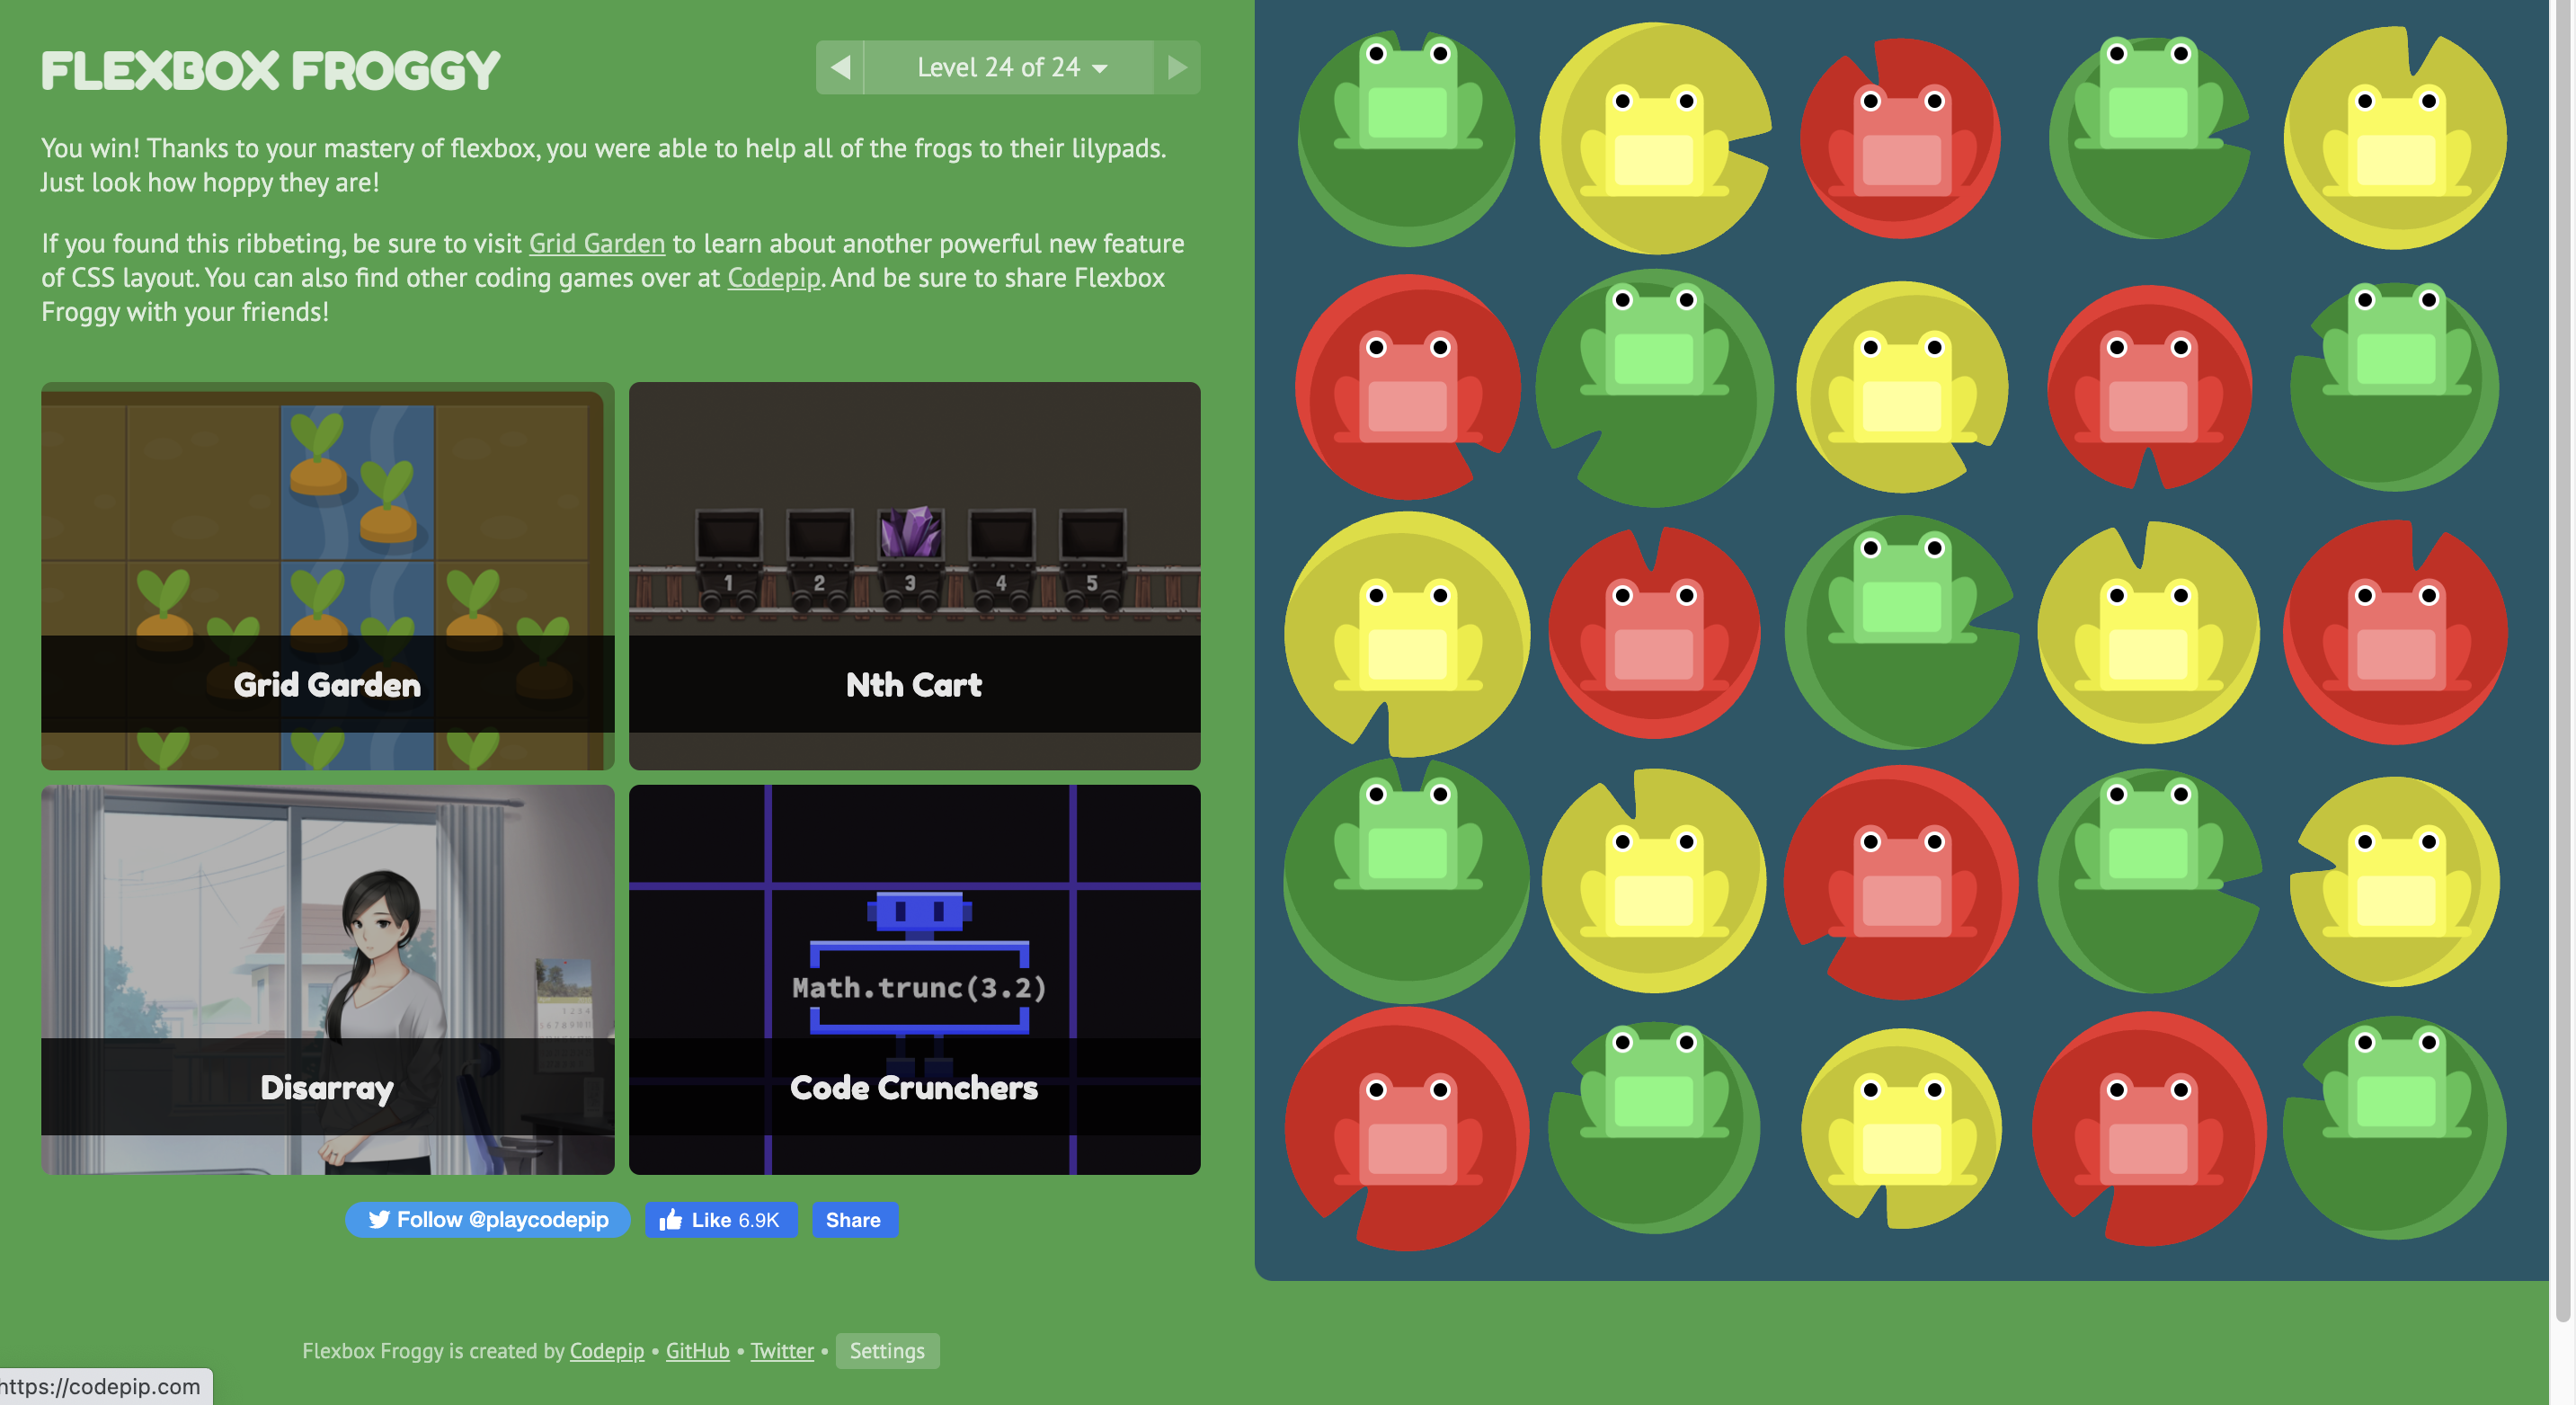 FLEXBOX FROGGY
Level 24 of 24
You win! Thanks to your mastery of flexbox, you were able to help all of the frogs to their lilypads.
Just look how hoppy they are!
If you found this ribbeting, be sure to visit Grid Garden to learn about another powerful new feature
of CSS layout. You can also find other coding games over at Codepip. And be sure to share Flexbox
Froggy with your friends!
1 2 3 4 5
Grid Garden
Nth Cart
Math.trunc(3.2)
Disarray
Code Crunchers
Follow @playcodepip
Like 6.9K
Share
Flexbox Froggy is created by Codepip • GitHub • Twitter • Settings
https://codepip.com